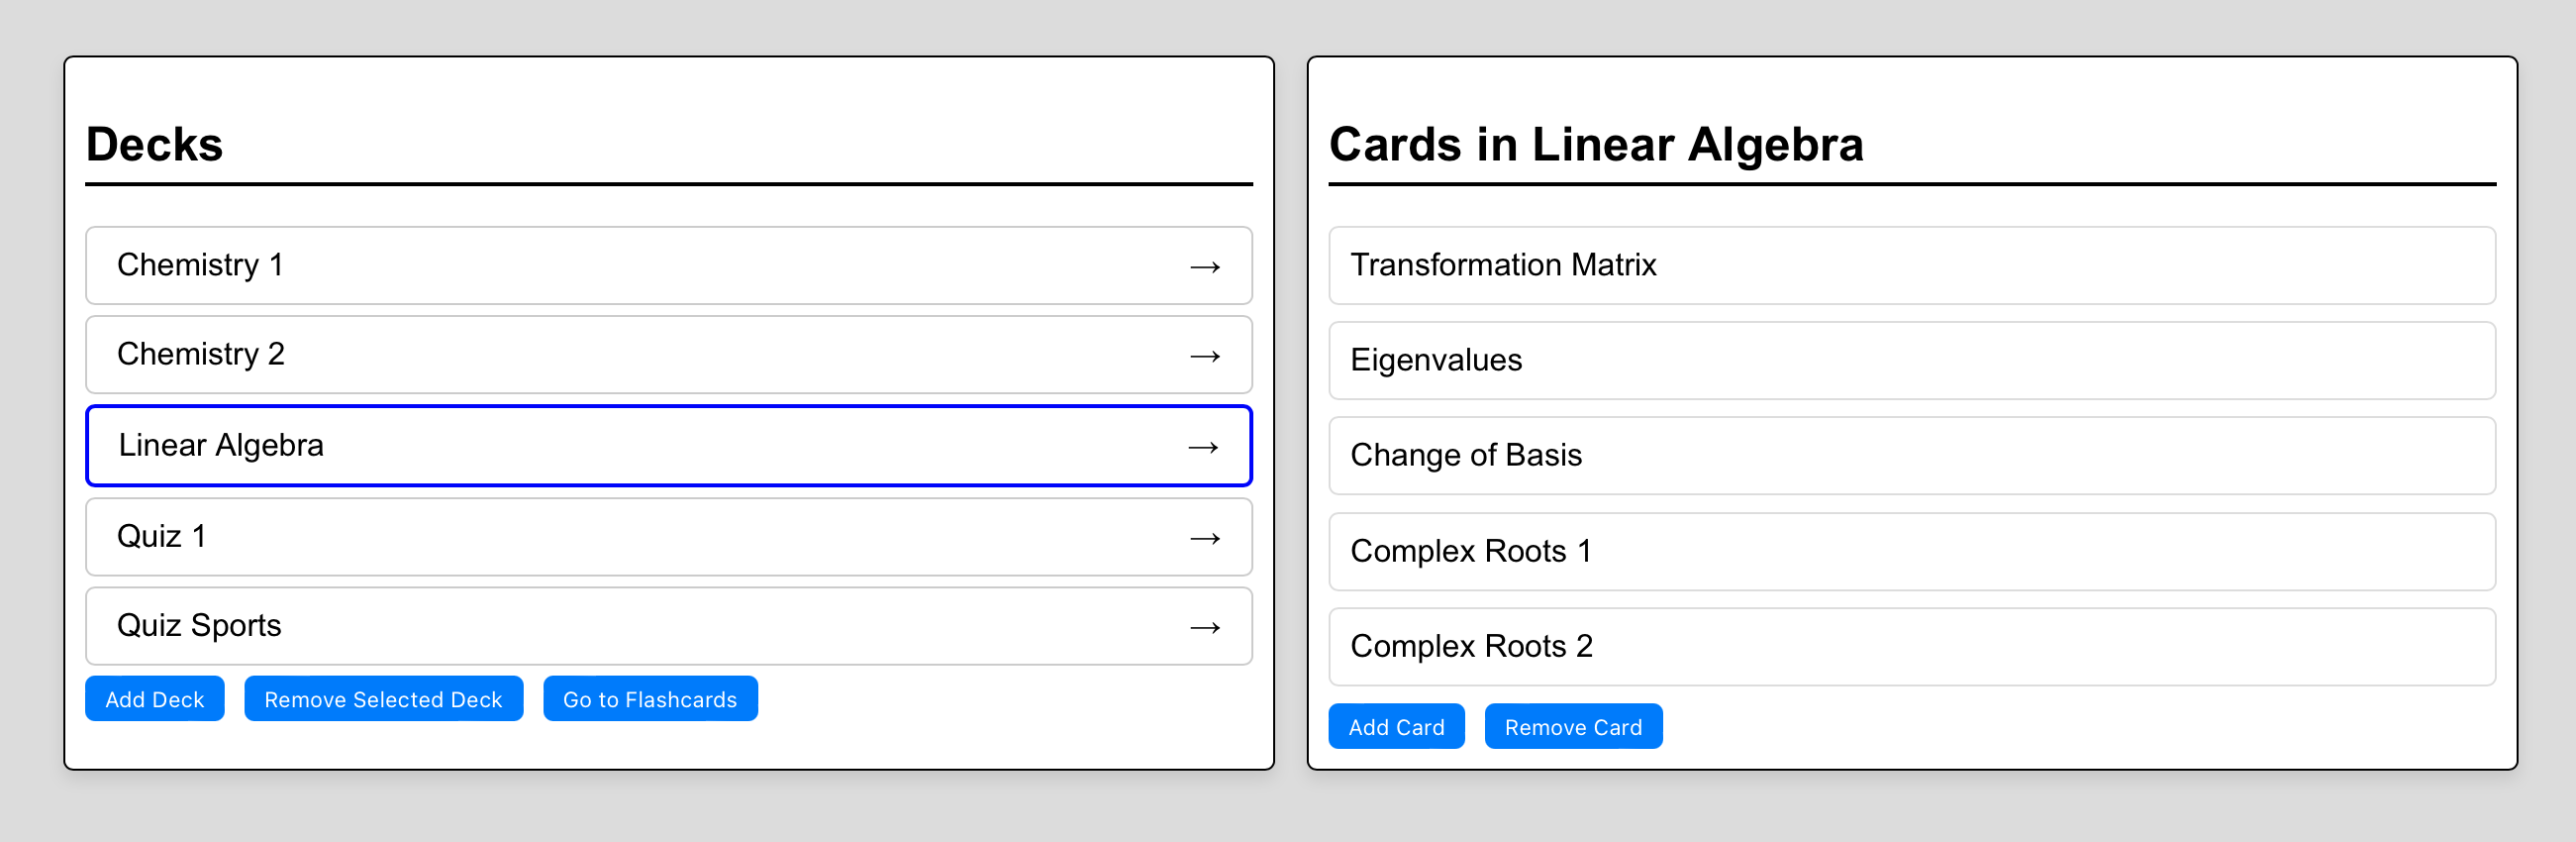 Decks
Chemistry 1 →
Chemistry 2 →
Linear Algebra →
Quiz 1 →
Quiz Sports →
Add Deck Remove Selected Deck Go to Flashcards
Cards in Linear Algebra
Transformation Matrix
Eigenvalues
Change of Basis
Complex Roots 1
Complex Roots 2
Add Card Remove Card